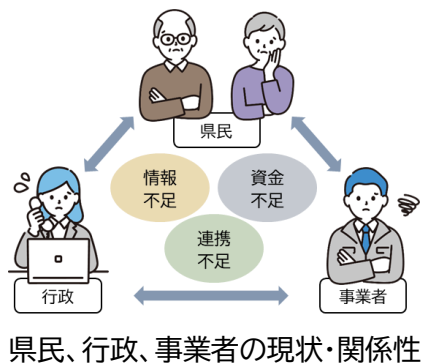 県民
情報
不足
資金
不足
連携
不足
行政
事業者
県民、行政、事業者の現状・関係性